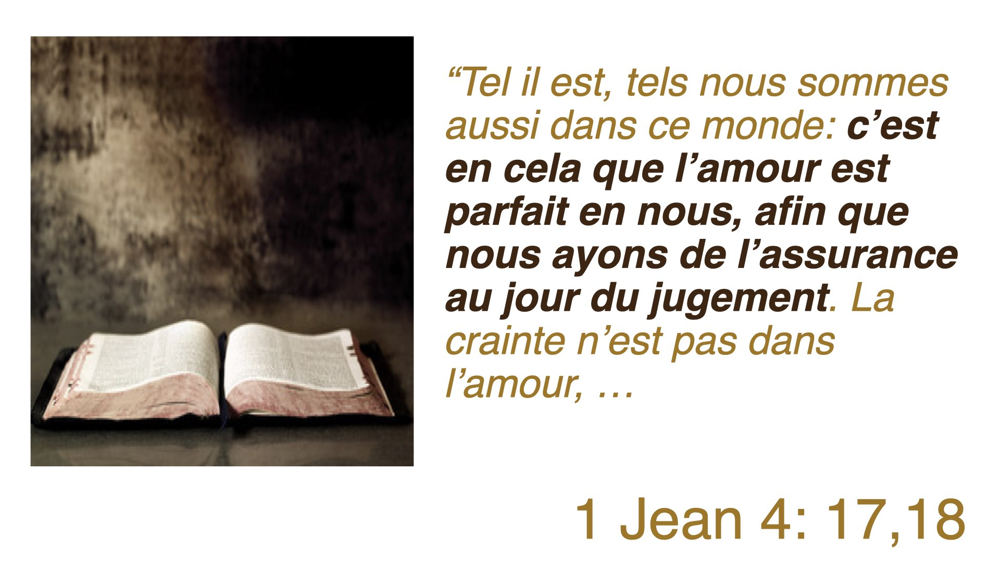 “Tel il est, tels nous sommes
aussi dans ce monde: c’est
en cela que l’amour est
parfait en nous, afin que
nous ayons de l’assurance
au jour du jugement. La
crainte n’est pas dans
l’amour, …
1 Jean 4: 17,18